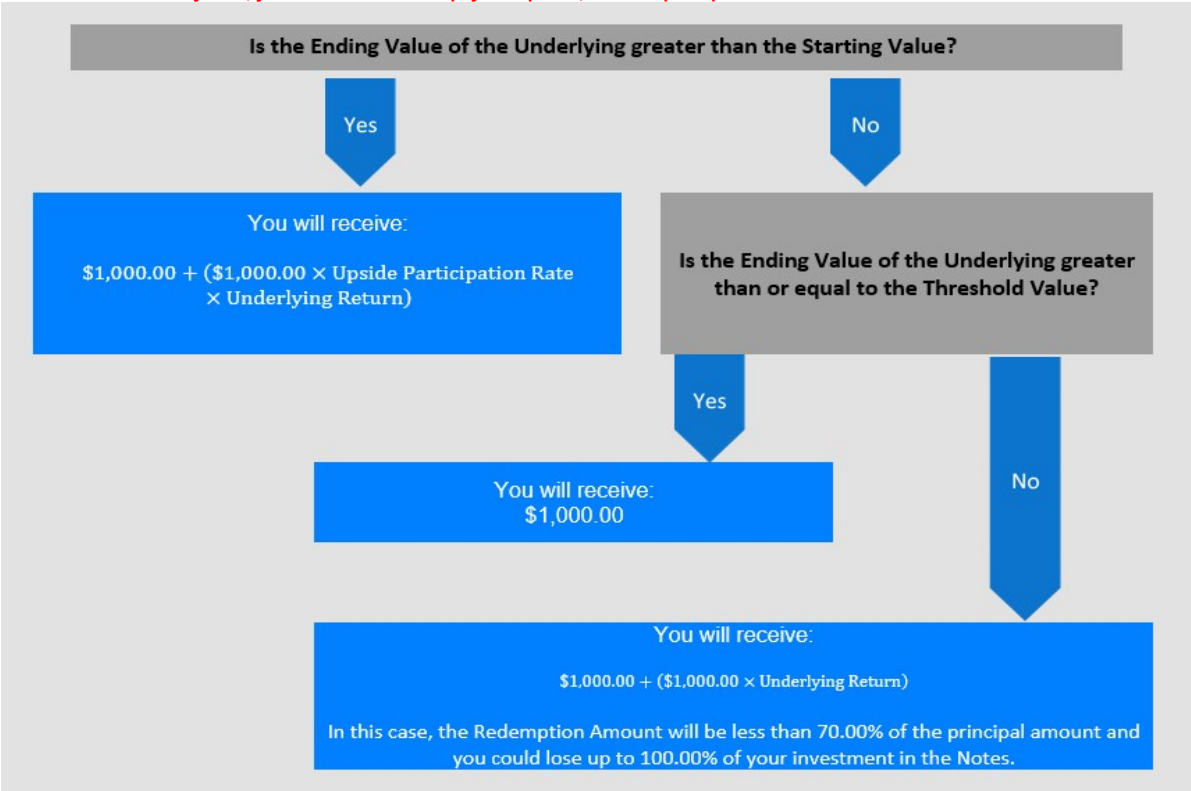 Is the Ending Value of the Underlying greater than the Starting Value?
Yes
No
You will receive:
$1,000.00 + ($1,000.00 × Upside Participation Rate
× Underlying Return)
Is the Ending Value of the Underlying greater
than or equal to the Threshold Value?
Yes
No
You will receive:
$1,000.00
You will receive:
$1,000.00 + ($1,000.00 × Underlying Return)
In this case, the Redemption Amount will be less than 70.00% of the principal amount and
you could lose up to 100.00% of your investment in the Notes.